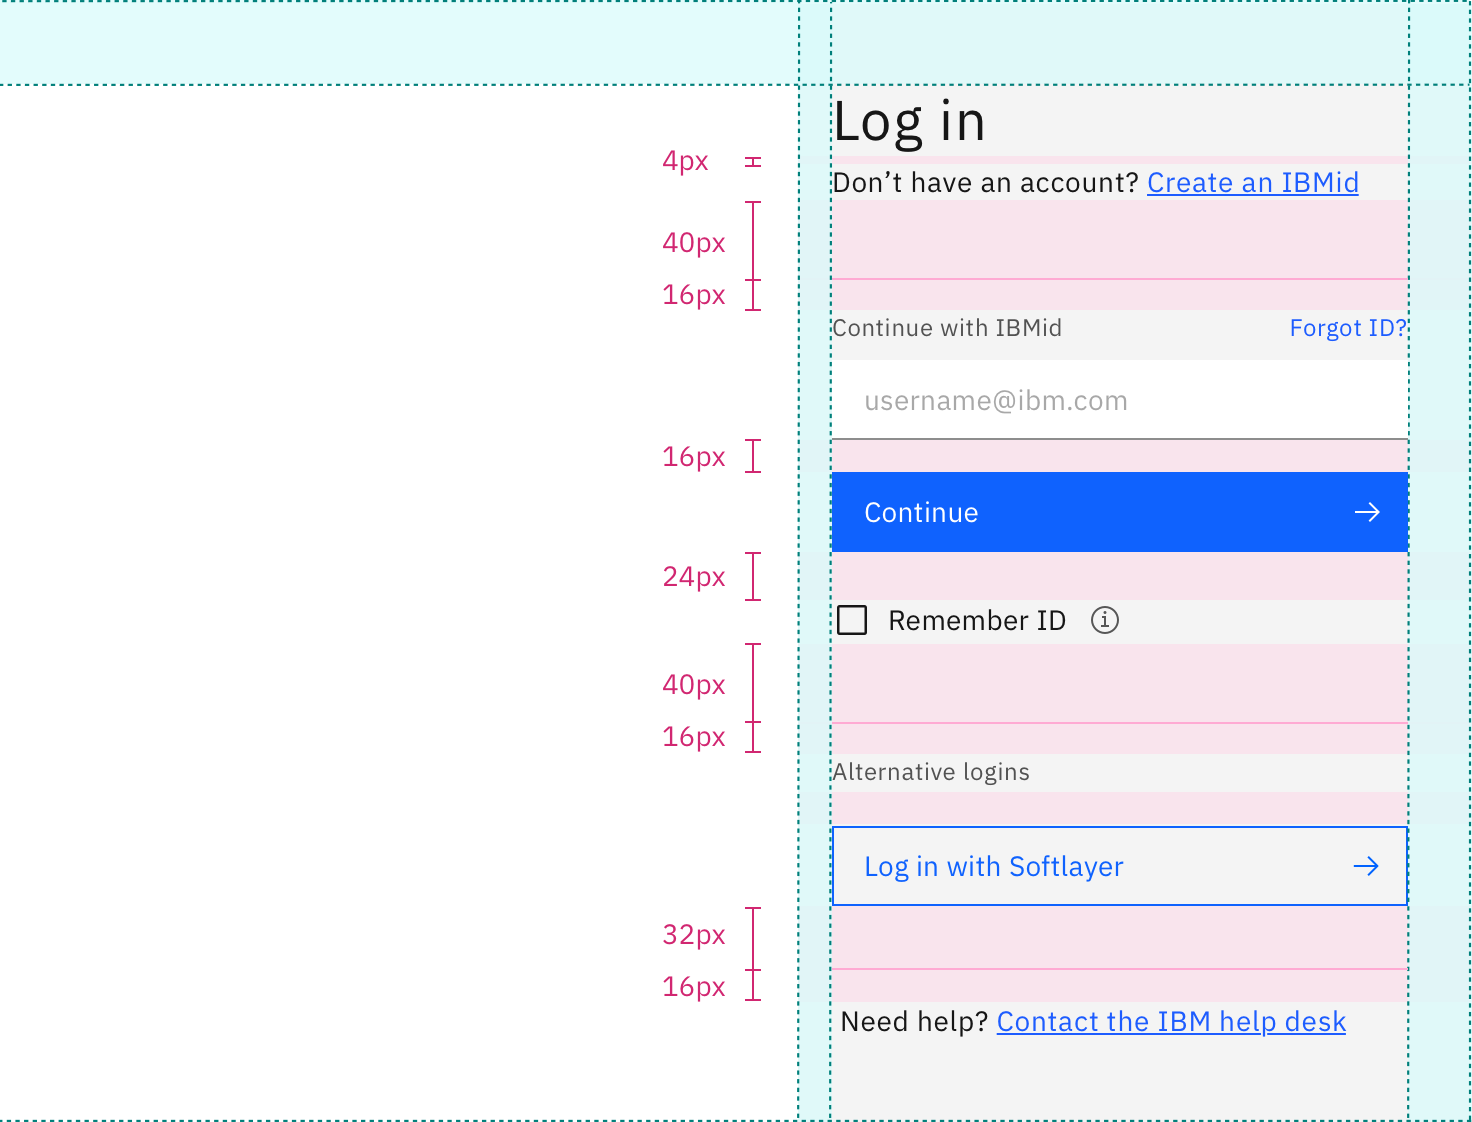 Log in
4px
Don’t have an account? Create an IBMid
40px
16px
Continue with IBMid Forgot ID?
username@ibm.com
16px
Continue
24px
Remember ID
40px
16px
Alternative logins
Log in with Softlayer
32px
16px
Need help? Contact the IBM help desk